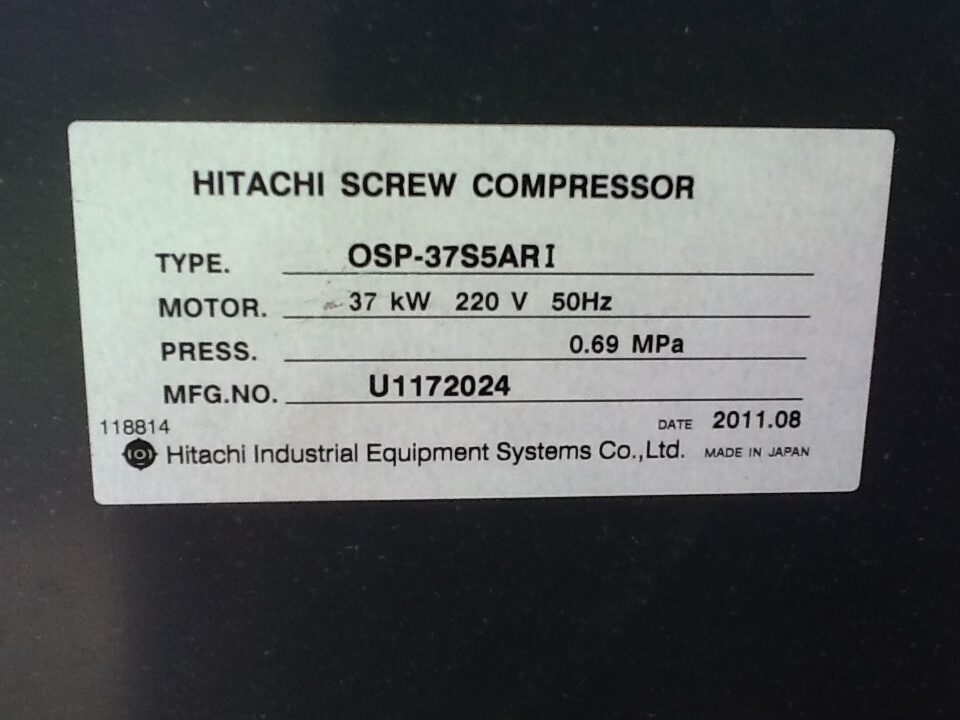 HITACHI SCREW COMPRESSOR
TYPE. OSP-37S5ARI
MOTOR. 37 kW 220 V 50Hz
PRESS. 0.69 MPa
MFG.NO. U1172024
118814 DATE 2011.08
Hitachi Industrial Equipment Systems Co.,Ltd. MADE IN JAPAN